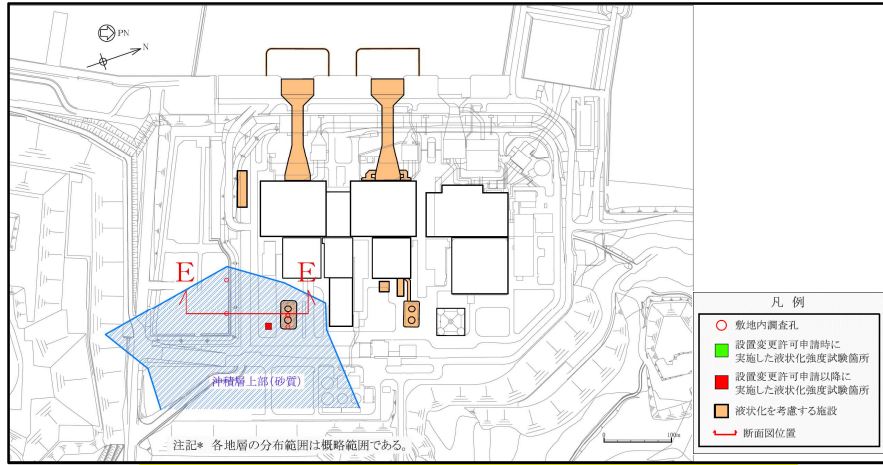 PN
N
E E
沖積層上部(砂質)
注記* 各地層の分布範囲は概略範囲である。
0 100m
凡 例
敷地内調査孔
設置変更許可申請時に
実施した液状化強度試験箇所
設置変更許可申請以降に
実施した液状化強度試験箇所
液状化を考慮する施設
断面図位置